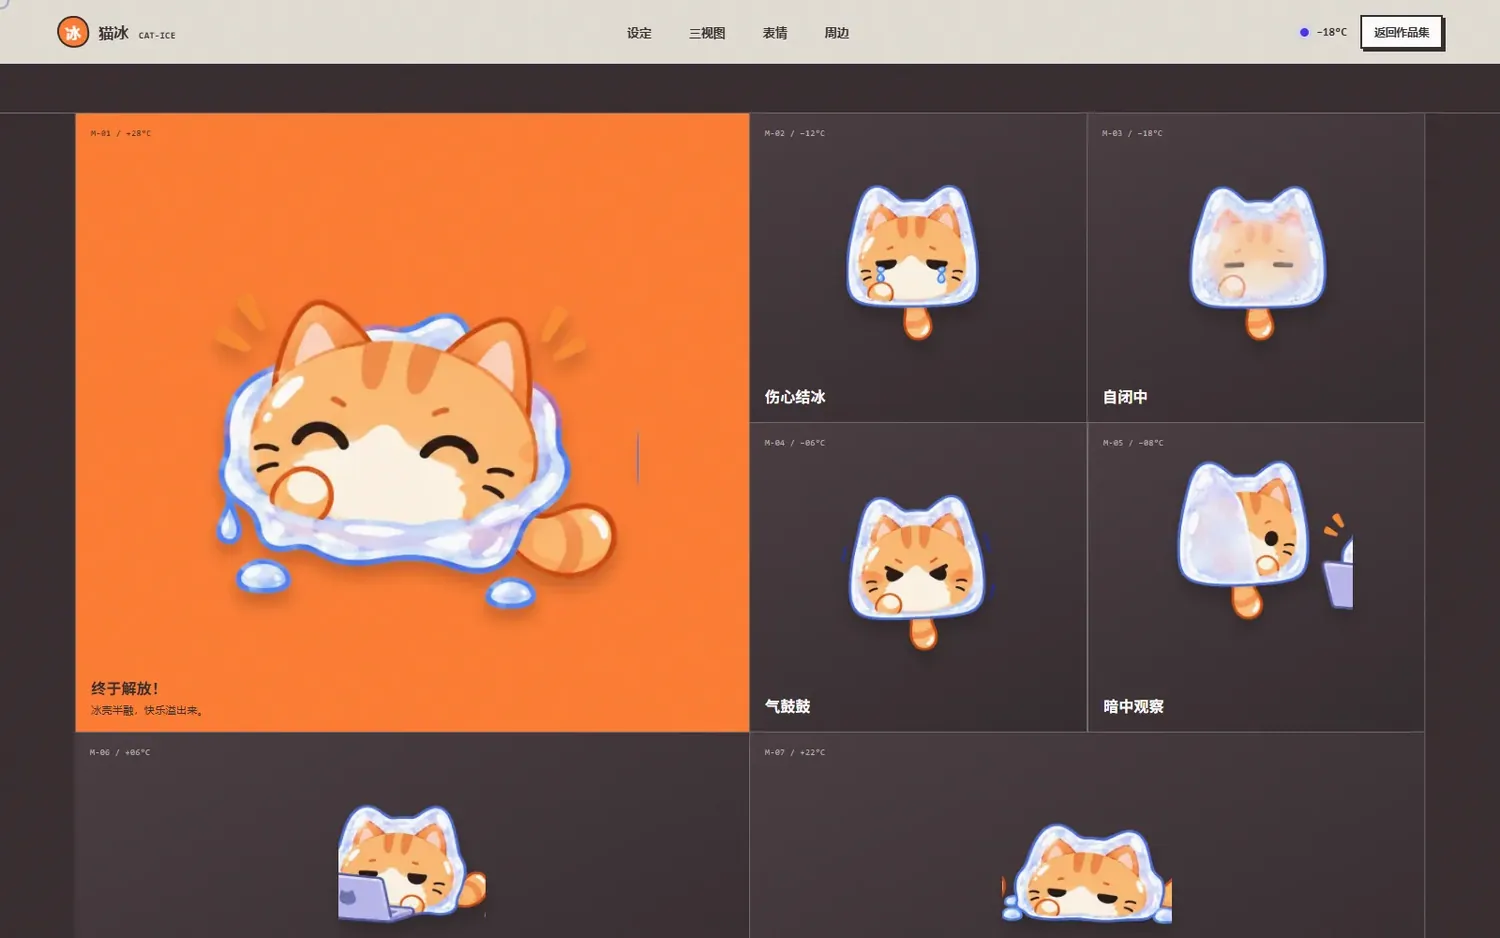 冰 猫冰 CAT-ICE 设定 三视图 表情 周边 -18°C 返回作品集
M-01 / +28°C
终于解放！
冰壳半融，快乐溢出来。
M-02 / -12°C
伤心结冰
M-03 / -18°C
自闭中
M-04 / -06°C
气鼓鼓
M-05 / -08°C
暗中观察
M-06 / +06°C
M-07 / +22°C